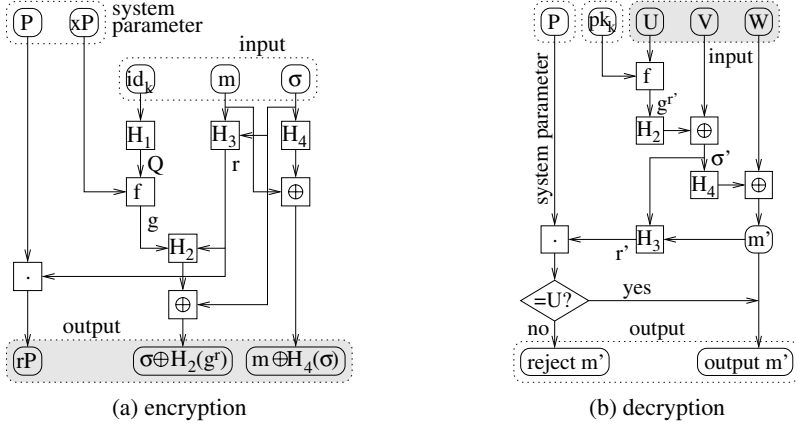 system
parameter
P
xP
input
id_k
m
σ
H_1
H_3
H_4
Q
r
f
⊕
g
H_2
.
⊕
output
rP
σ⊕H_2(g^r)
m⊕H_4(σ)
(a) encryption
P
pk_k
U
V
W
input
system parameter
f
g^r'
H_2
⊕
σ'
H_4
⊕
.
r'
H_3
m'
=U?
yes
no
output
reject m'
output m'
(b) decryption